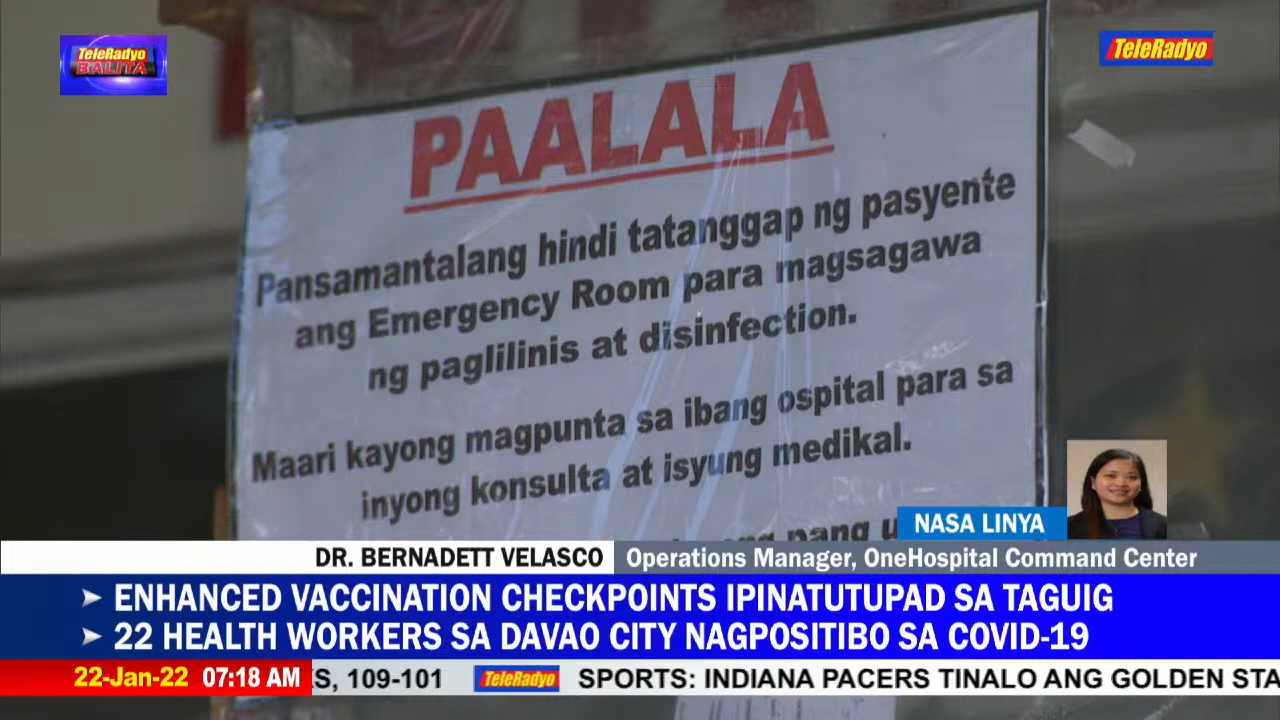 TeleRadyo
BALITA
TeleRadyo
PAALALA
Pansamantalang hindi tatanggap ng pasyente
ang Emergency Room para magsagawa
ng paglilinis at disinfection.
Maari kayong magpunta sa ibang ospital para sa
inyong konsulta at isyung medikal.
pang
NASA LINYA
DR. BERNADETT VELASCO
Operations Manager, OneHospital Command Center
ENHANCED VACCINATION CHECKPOINTS IPINATUTUPAD SA TAGUIG
22 HEALTH WORKERS SA DAVAO CITY NAGPOSITIBO SA COVID-19
22-Jan-22 07:18 AM
109-101 TeleRadyo SPORTS: INDIANA PACERS TINALO ANG GOLDEN